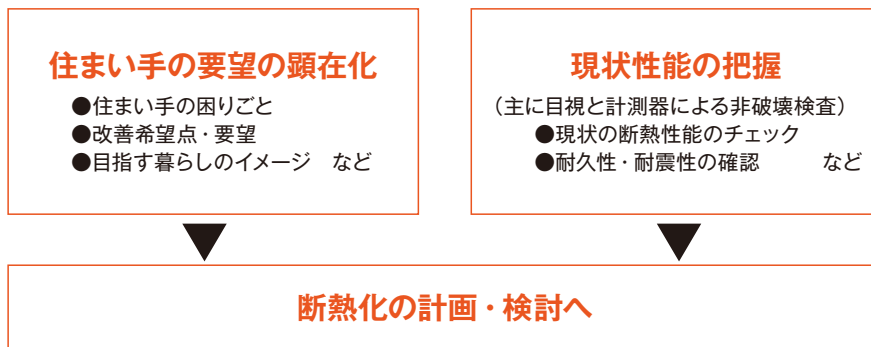 住まい手の要望の顕在化
●住まい手の困りごと
●改善希望点・要望
●目指す暮らしのイメージ　など
現状性能の把握
（主に目視と計測器による非破壊検査）
●現状の断熱性能のチェック
●耐久性・耐震性の確認　　　など
断熱化の計画・検討へ